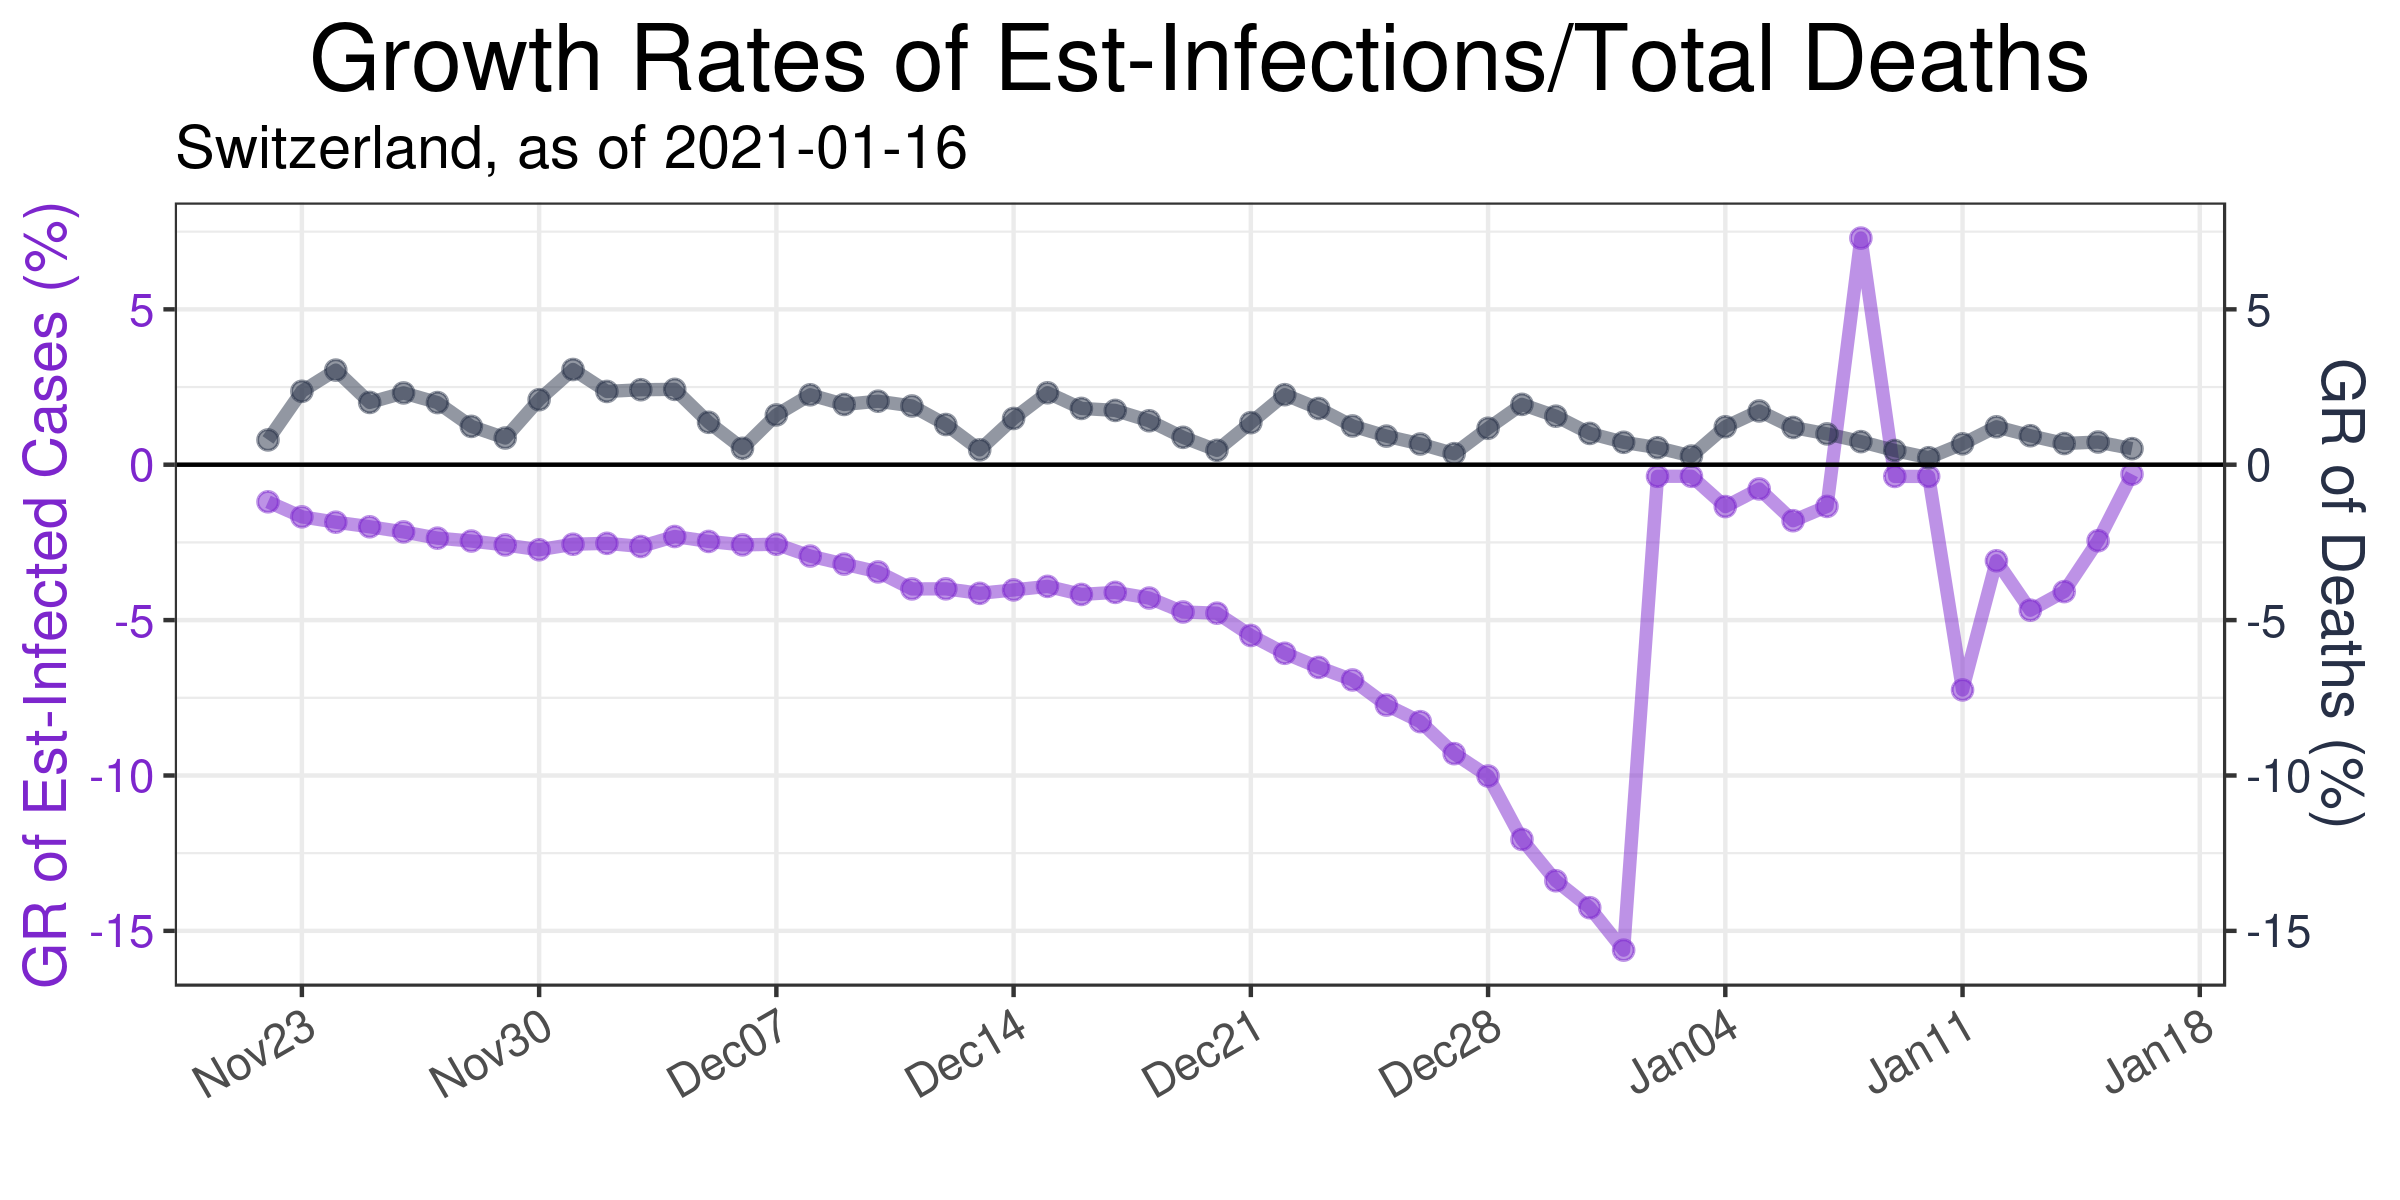 Growth Rates of Est-Infections/Total Deaths
Switzerland, as of 2021-01-16
GR of Est-Infected Cases (%)
5
0
-5
-10
-15
5
0
-5
-10
-15
GR of Deaths (%)
Nov23
Nov30
Dec07
Dec14
Dec21
Dec28
Jan04
Jan11
Jan18